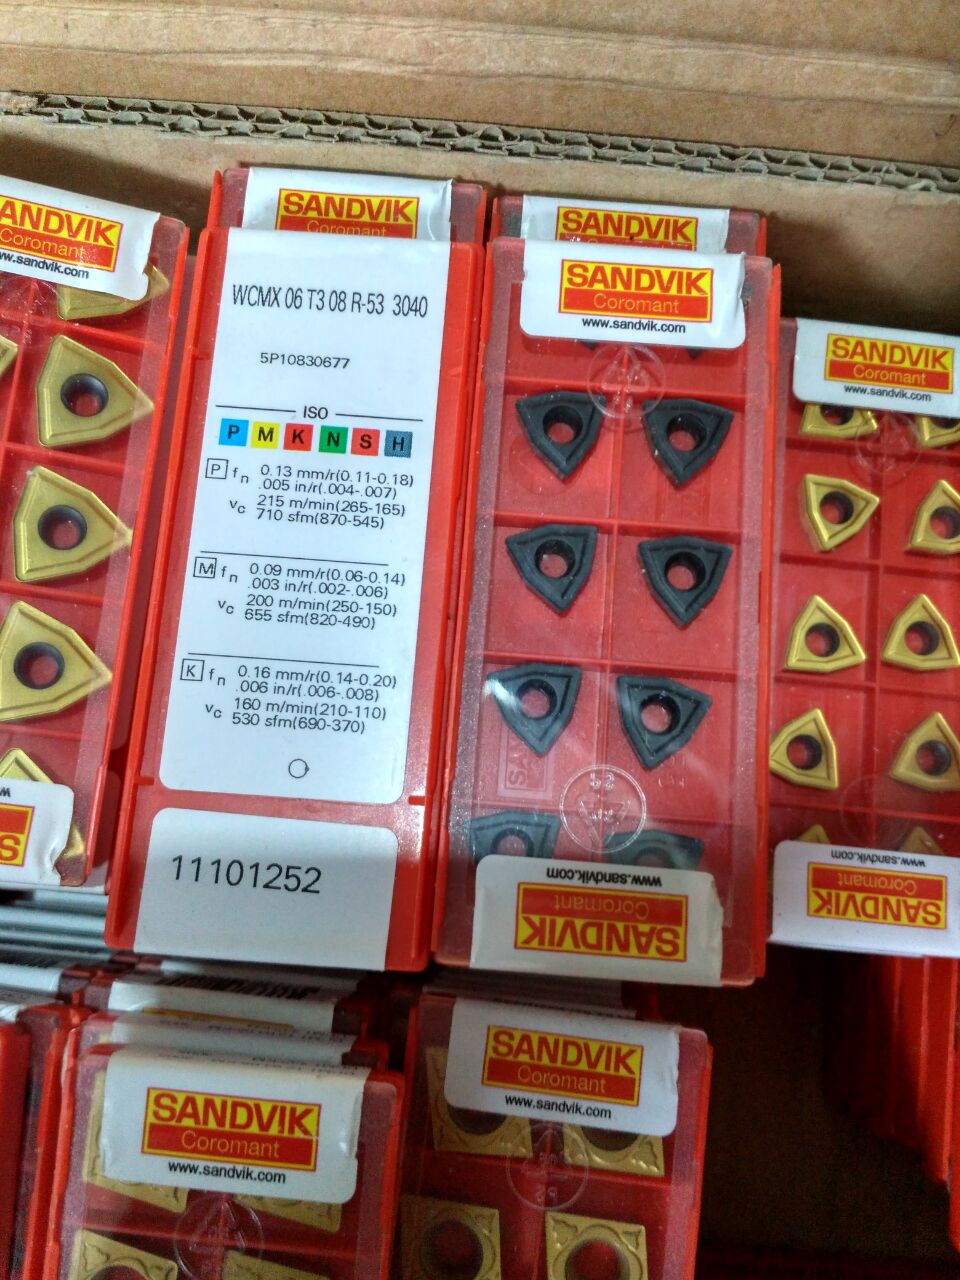 SANDVIK
SANDVIK
SANDVIK
Coromant
www.sandvik.com
WCMX 06 T3 08 R-53 3040
5P10830677
ISO
P M K N S H
P fn 0.13 mm/r(0.11-0.18)
.005 in/r(.004-.007)
vc 215 m/min(265-165)
710 sfm(870-545)
M fn 0.09 mm/r(0.06-0.14)
.003 in/r(.002-.006)
vc 200 m/min(250-150)
655 sfm(820-490)
K fn 0.16 mm/r(0.14-0.20)
.006 in/r(.006-.008)
vc 160 m/min(210-110)
530 sfm(690-370)
11101252
SANDVIK
Coromant
www.sandvik.com
www.sandvik.com
Coromant
SANDVIK
SANDVIK
Coromant
www.sandvik.com
www.sandvik.com
Coromant
SANDVIK
SANDVIK
Coromant
www.sandvik.com
SANDVIK
Coromant
www.sandvik.com